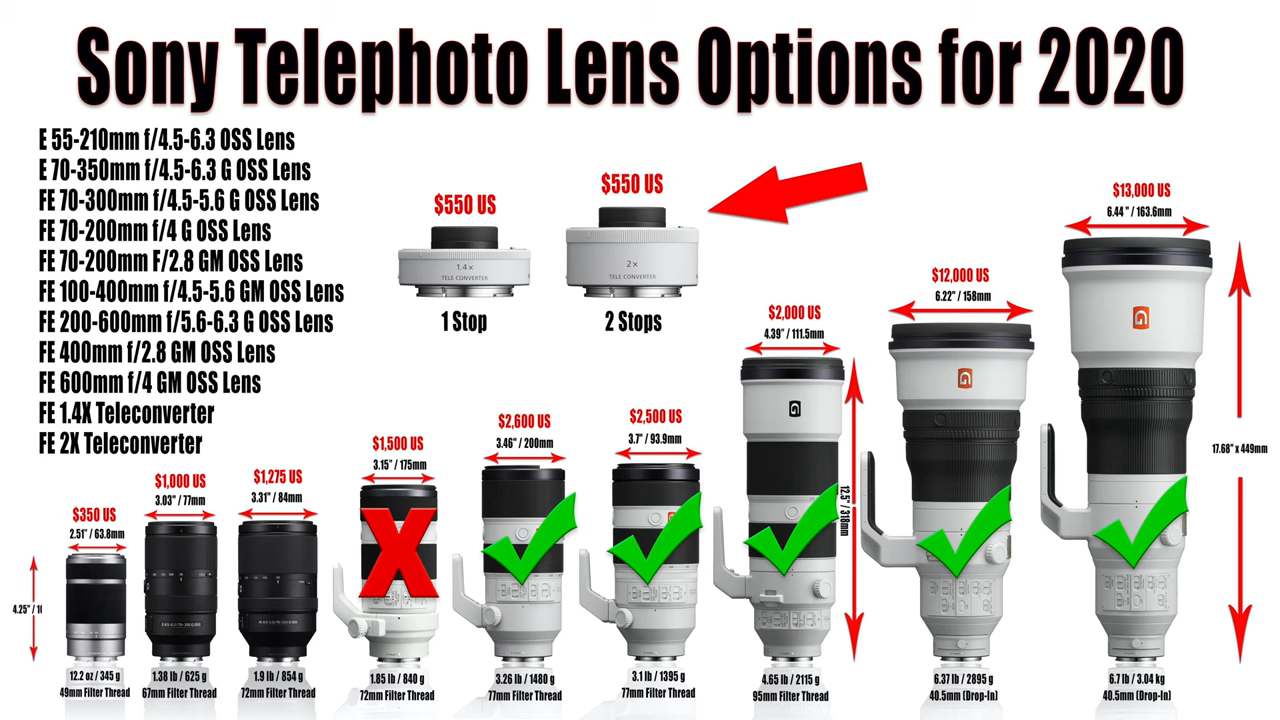 Sony Telephoto Lens Options for 2020
E 55-210mm f/4.5-6.3 OSS Lens
E 70-350mm f/4.5-6.3 G OSS Lens
FE 70-300mm f/4.5-5.6 G OSS Lens
FE 70-200mm f/4 G OSS Lens
FE 70-200mm F/2.8 GM OSS Lens
FE 100-400mm f/4.5-5.6 GM OSS Lens
FE 200-600mm f/5.6-6.3 G OSS Lens
FE 400mm f/2.8 GM OSS Lens
FE 600mm f/4 GM OSS Lens
FE 1.4X Teleconverter
FE 2X Teleconverter
$550 US
1.4x
TELE CONVERTER
1 Stop
$550 US
2x
TELE CONVERTER
2 Stops
$350 US
2.51" / 63.8mm
4.25" / 1
12.2 oz / 345 g
49mm Filter Thread
$1,000 US
3.03" / 77mm
1.38 lb / 625 g
67mm Filter Thread
$1,275 US
3.31" / 84mm
1.9 lb / 854 g
72mm Filter Thread
$1,500 US
3.15" / 175mm
X
1.85 lb / 840 g
72mm Filter Thread
$2,600 US
3.46" / 200mm
3.26 lb / 1480 g
77mm Filter Thread
$2,500 US
3.7" / 93.9mm
3.1 lb / 1395 g
77mm Filter Thread
$2,000 US
4.39" / 111.5mm
G
12.5" / 318mm
4.65 lb / 2115 g
95mm Filter Thread
$12,000 US
6.22" / 158mm
G
6.37 lb / 2895 g
40.5mm (Drop-In)
$13,000 US
6.44 " / 163.6mm
G
17.68" x 449mm
6.7 lb / 3.04 kg
40.5mm (Drop-In)